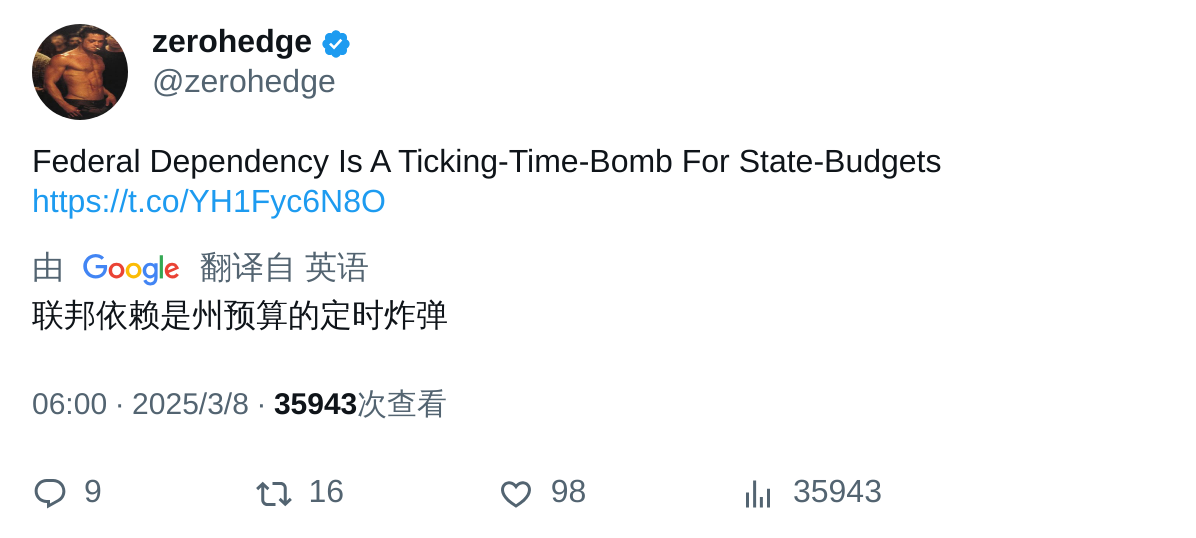 zerohedge
@zerohedge
Federal Dependency Is A Ticking-Time-Bomb For State-Budgets
https://t.co/YH1Fyc6N8O
由 Google 翻译自 英语
联邦依赖是州预算的定时炸弹
06:00 · 2025/3/8 · 35943次查看
9 16 98 35943